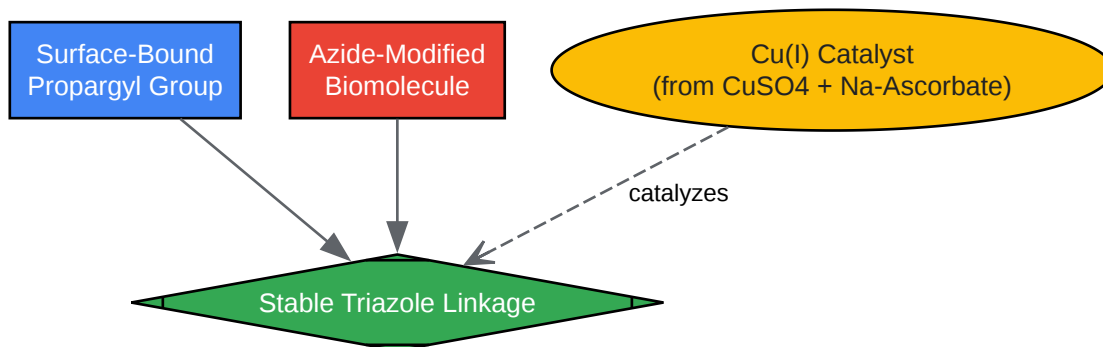 Surface-Bound
Propargyl Group
Azide-Modified
Biomolecule
Cu(I) Catalyst
(from CuSO4 + Na-Ascorbate)
catalyzes
Stable Triazole Linkage